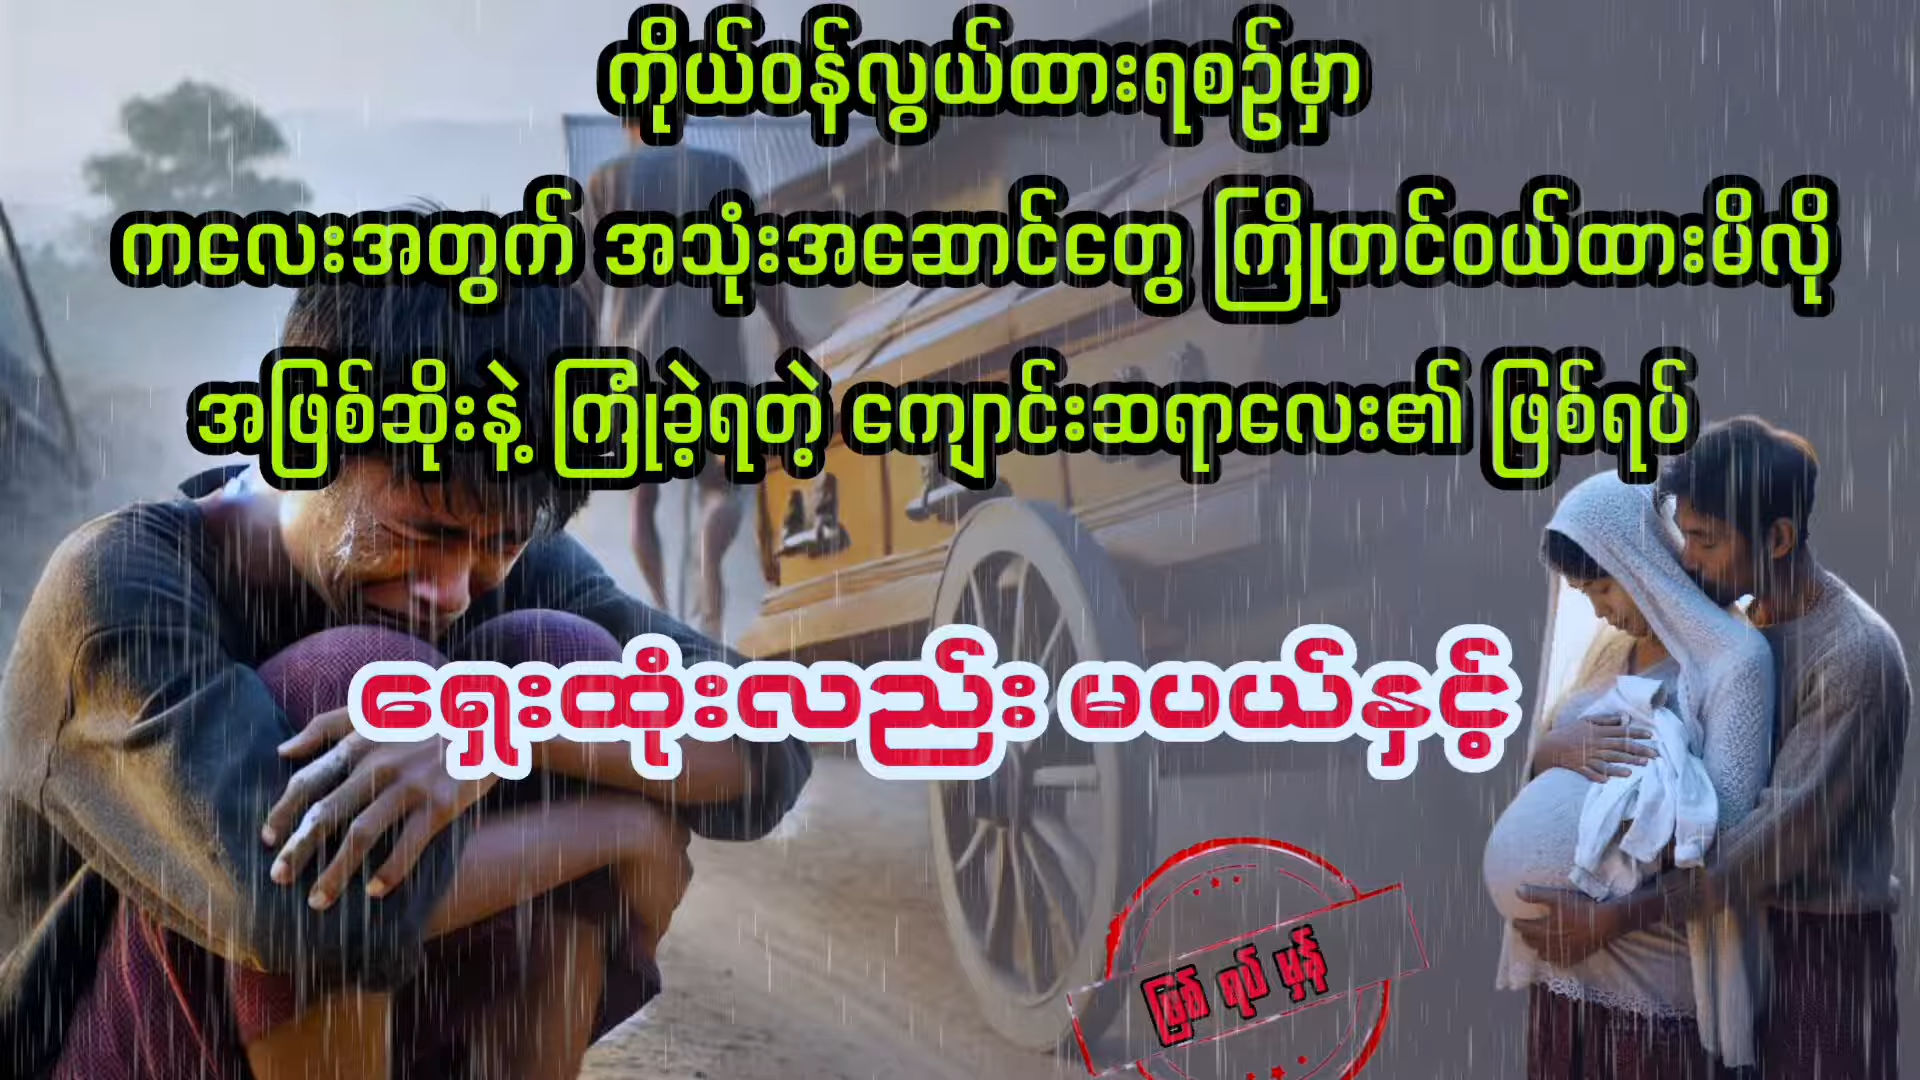 ကိုယ်ဝန်လွယ်ထားရစဉ်မှာ
ကလေးအတွက် အသုံးအဆောင်တွေ ကြိုတင်ဝယ်ထားမိလို
အဖြစ်ဆိုးနဲ့ ကြုံခဲ့ရတဲ့ ကျောင်းဆရာလေး၏ ဖြစ်ရပ်
ရှေးထုံးလည်း မပယ်နှင့်
ဖြစ် ရပ် မှန်